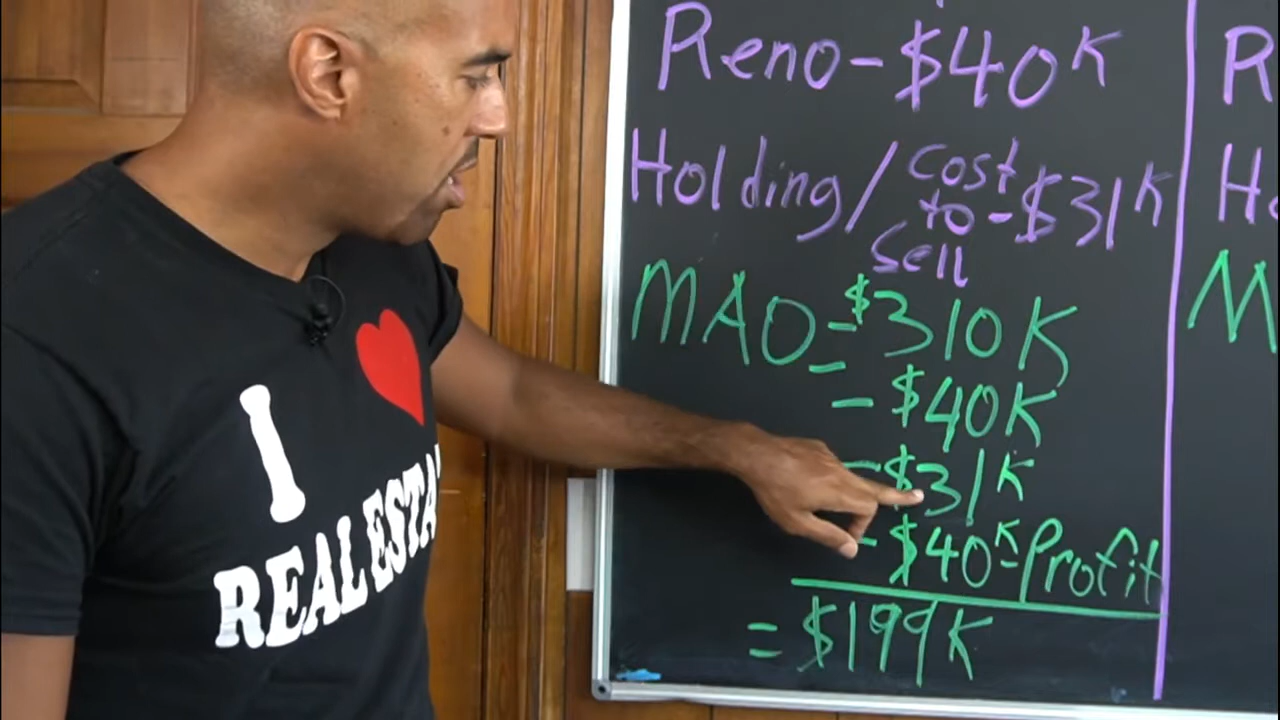 Reno - $40K
Holding / Cost to Sell - $31K
MAO = $310K
- $40K
- $31K
- $40K - Profit
= $199K
R
H
M
I
REAL ESTA